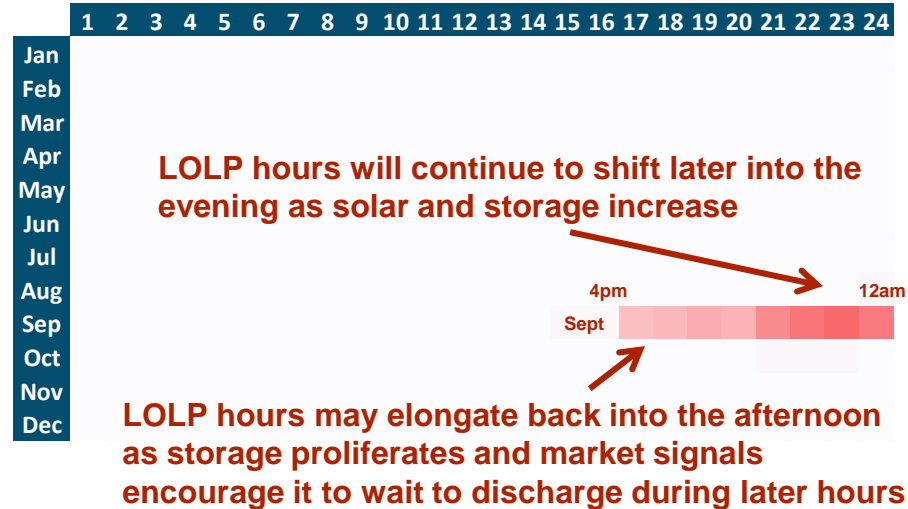 1 2 3 4 5 6 7 8 9 10 11 12 13 14 15 16 17 18 19 20 21 22 23 24
Jan
Feb
Mar
Apr
May
Jun
Jul
Aug
Sep
Oct
Nov
Dec
LOLP hours will continue to shift later into the
evening as solar and storage increase
4pm 12am
Sept
LOLP hours may elongate back into the afternoon
as storage proliferates and market signals
encourage it to wait to discharge during later hours